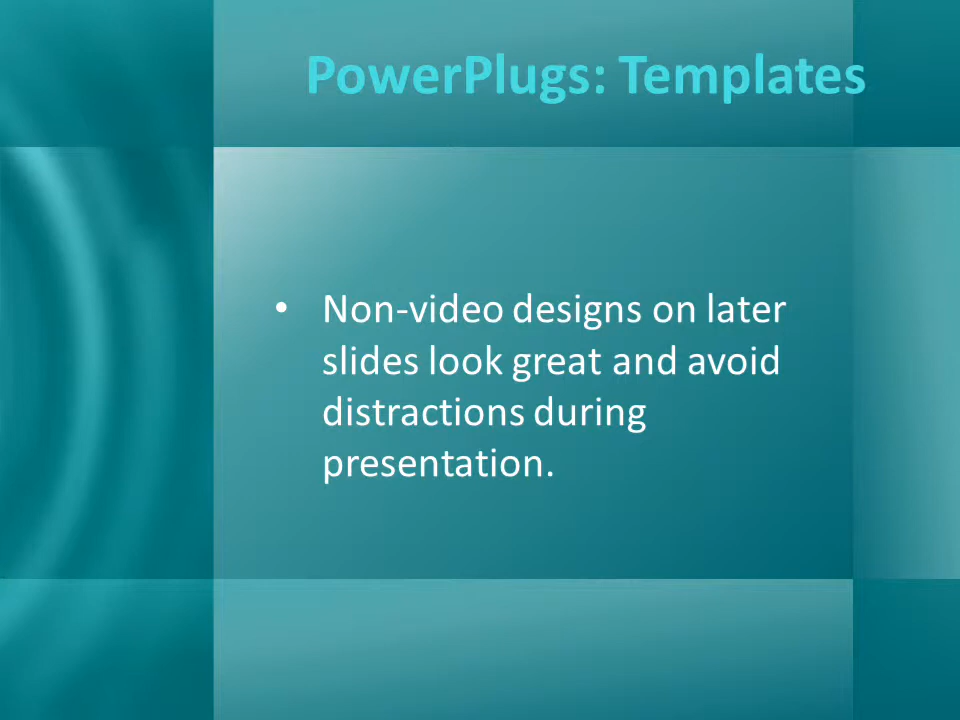 PowerPlugs: Templates
• Non-video designs on later
slides look great and avoid
distractions during
presentation.